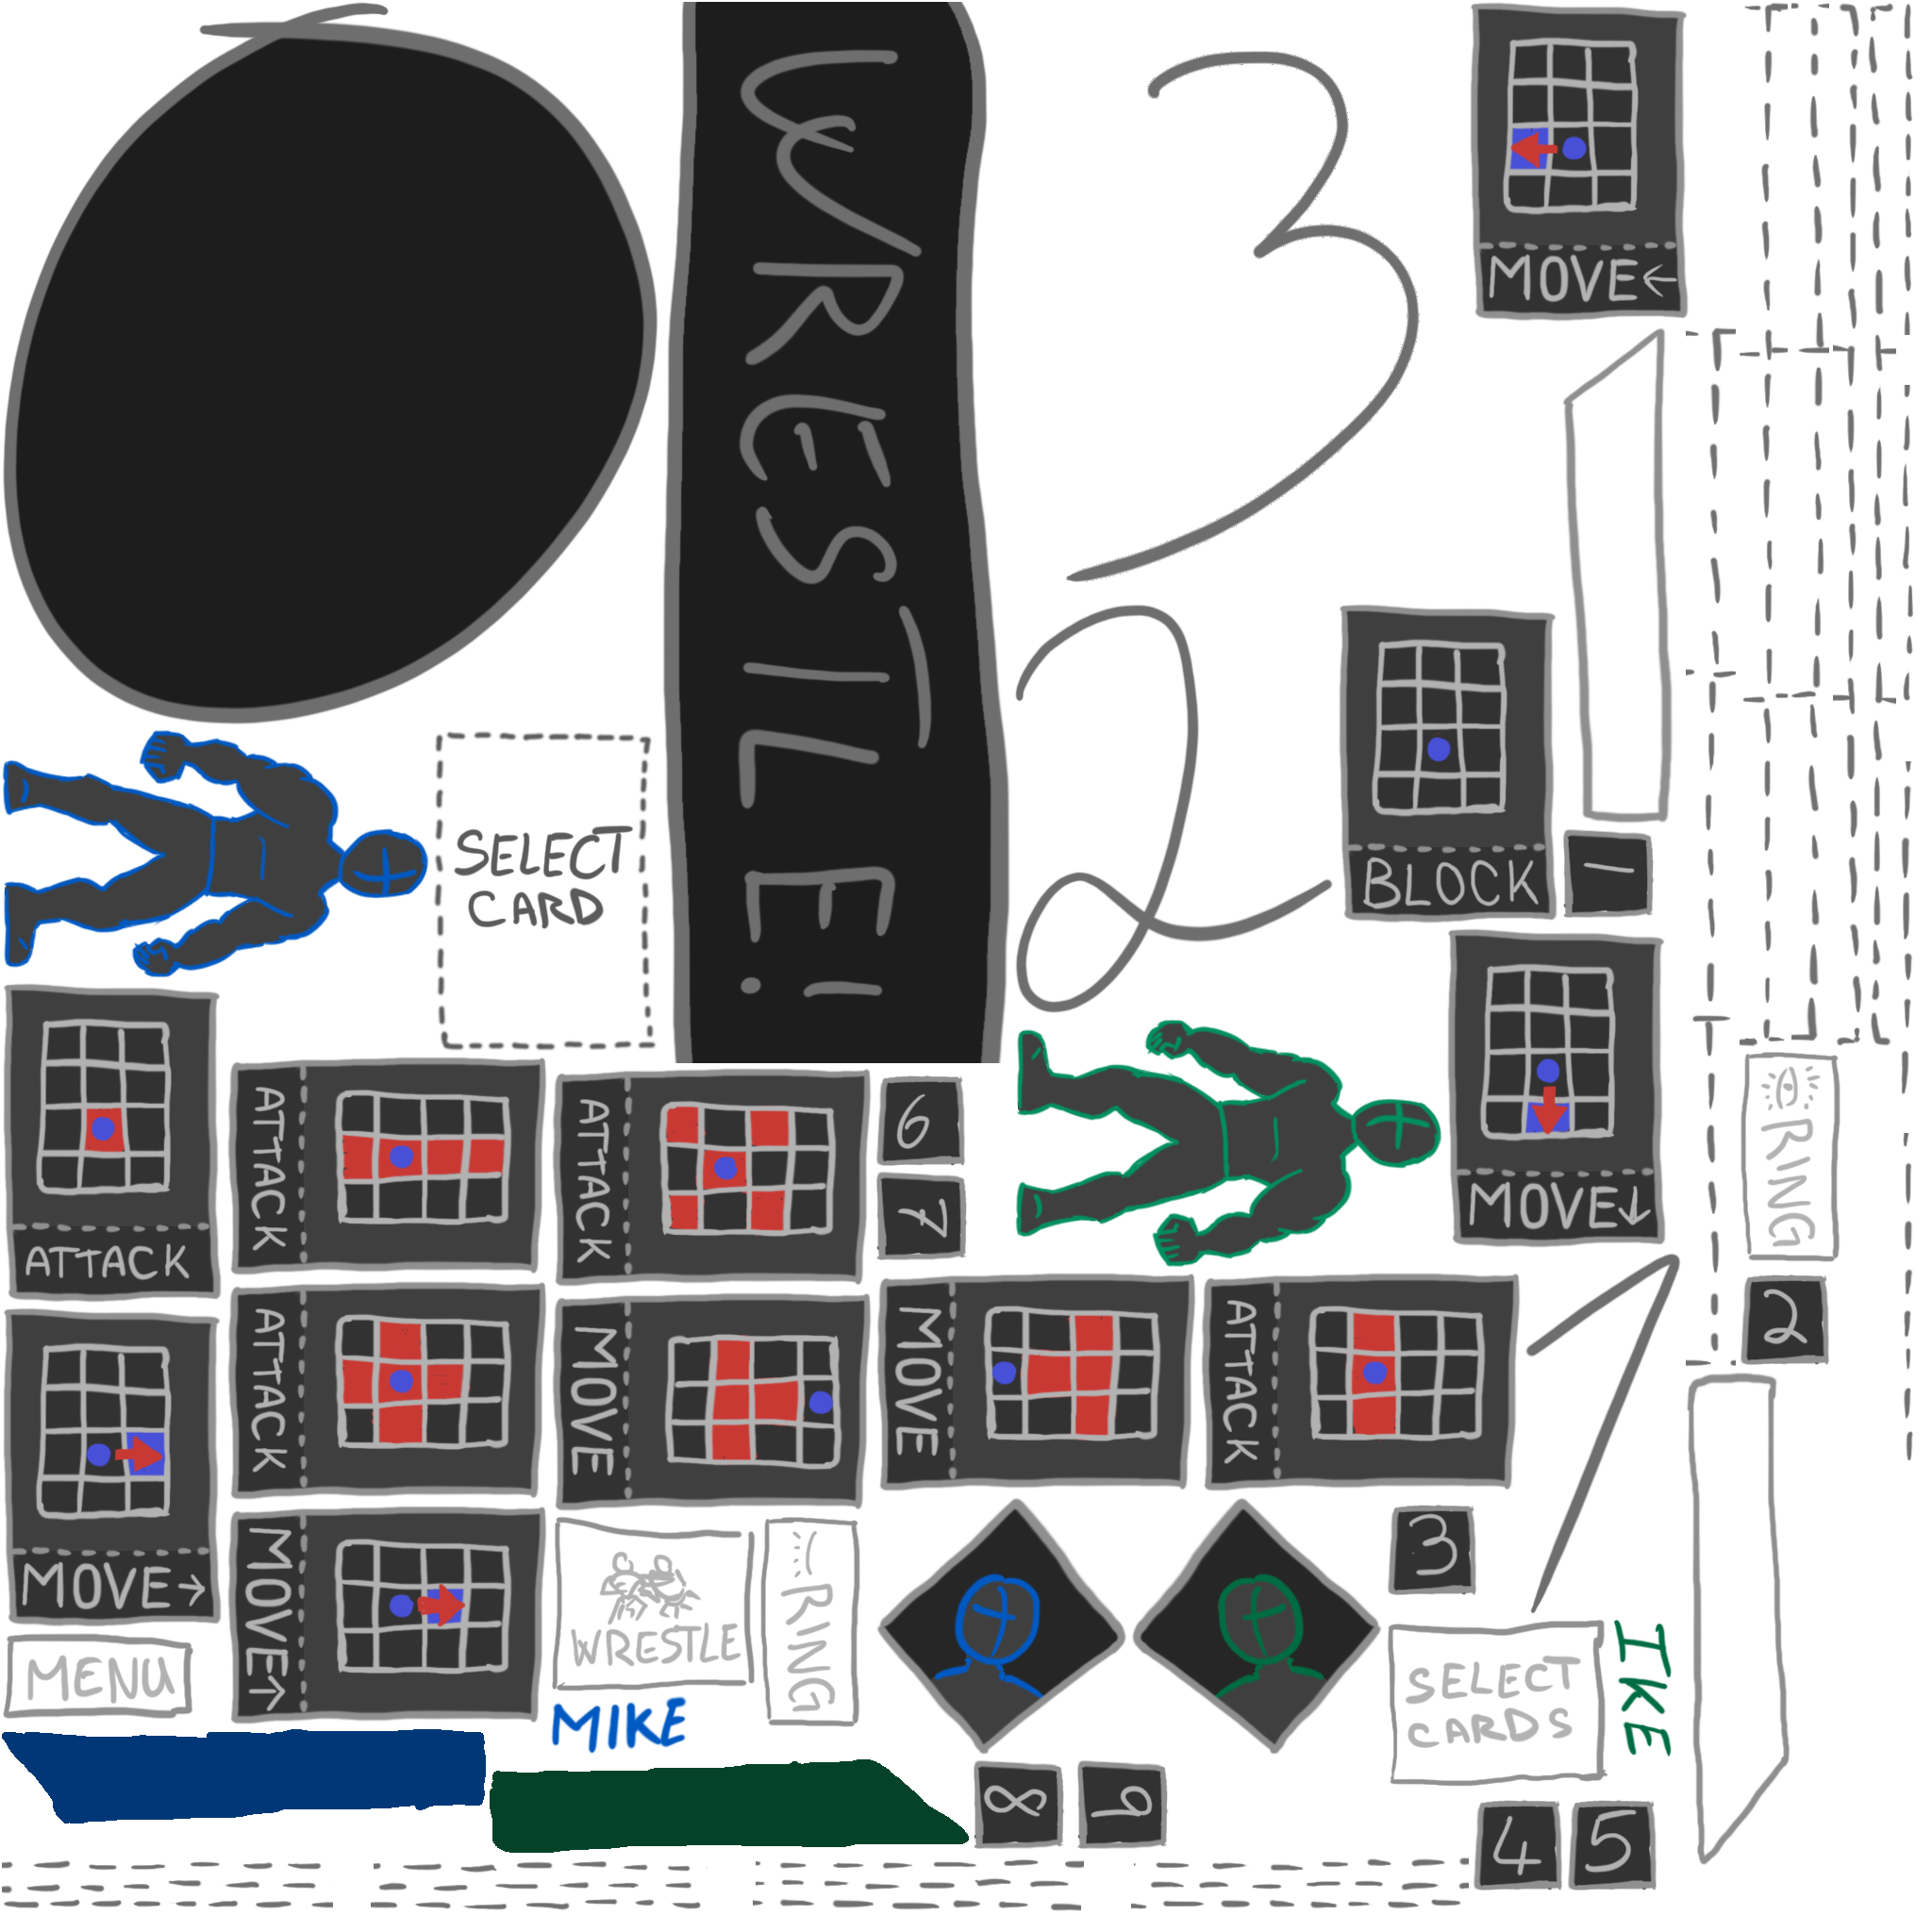 WRESTLE!!
3
MOVE←
2
BLOCK
1
SELECT
CARD
MOVE↓
RING
2
ATTACK
ATTACK
ATTACK
6
7
MOVE→
ATTACK
MOVE
MOVE
ATTACK
1
MOVE↑
WRESTLE
RING
3
SELECT
CARDS
IKE
MENU
MIKE
8
9
4
5